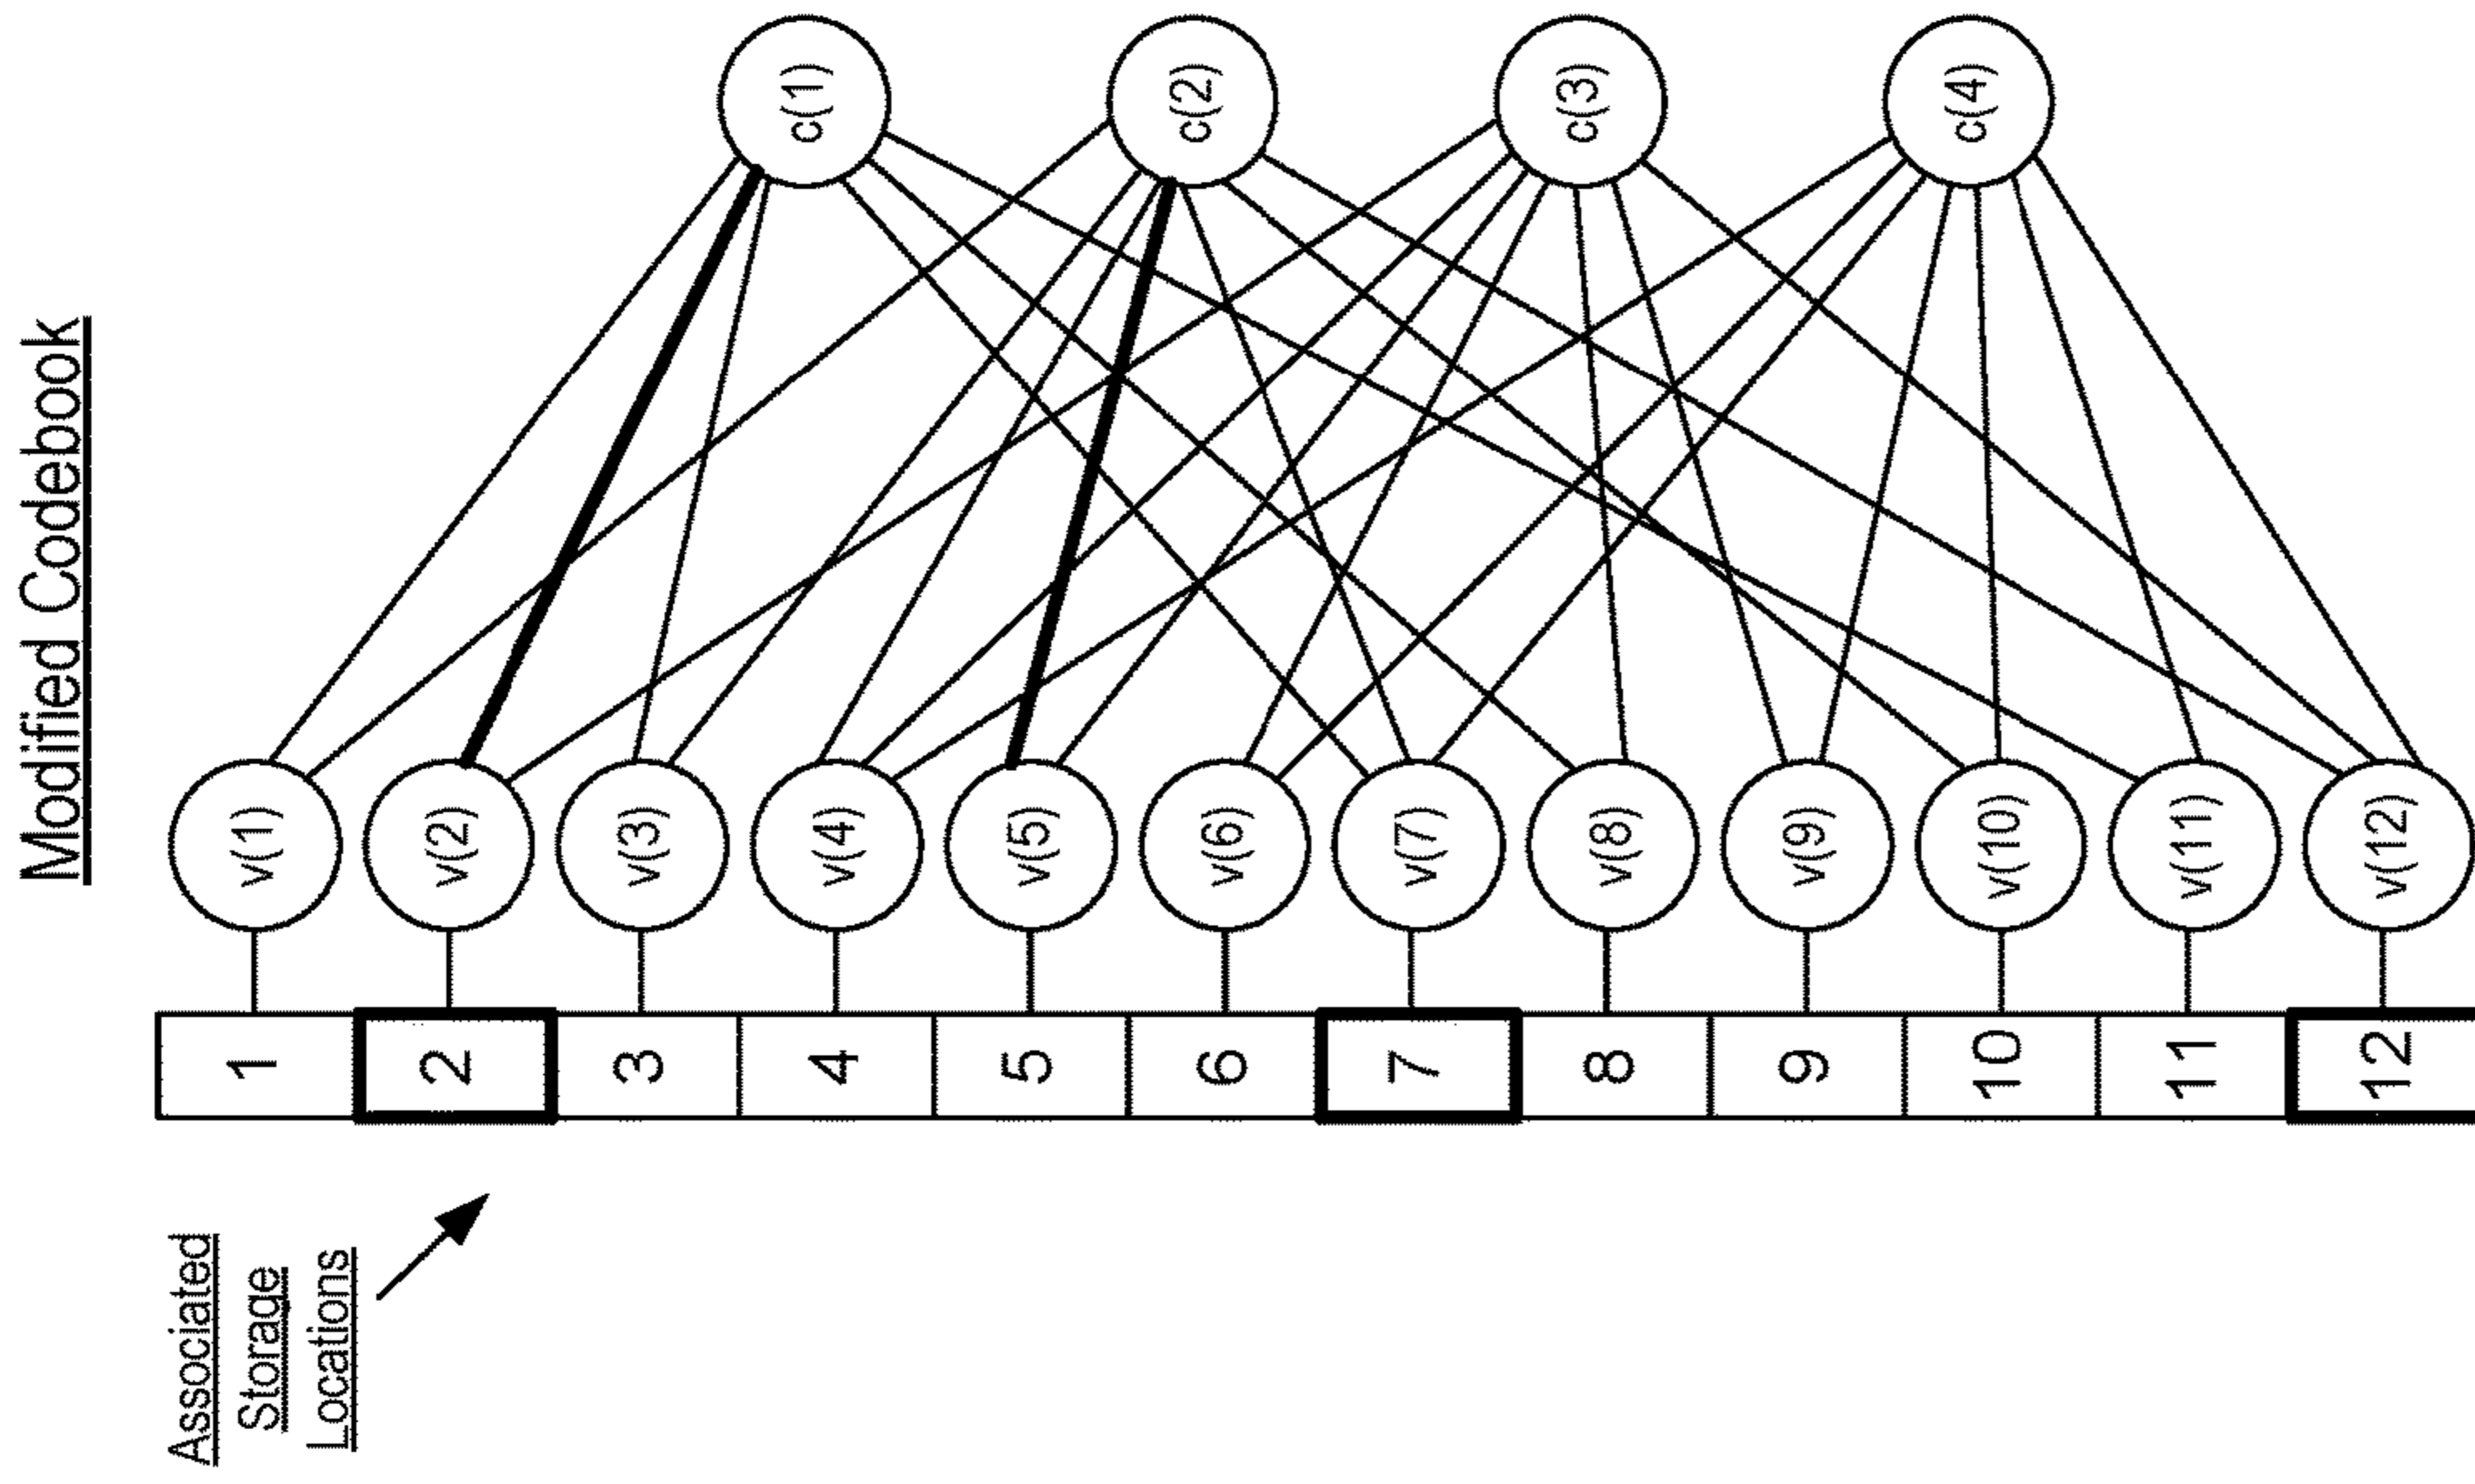 Modified Codebook
Associated
Storage
Locations
1
2
3
4
5
6
7
8
9
10
11
12
v(1)
v(2)
v(3)
v(4)
v(5)
v(6)
v(7)
v(8)
v(9)
v(10)
v(11)
v(12)
c(1)
c(2)
c(3)
c(4)